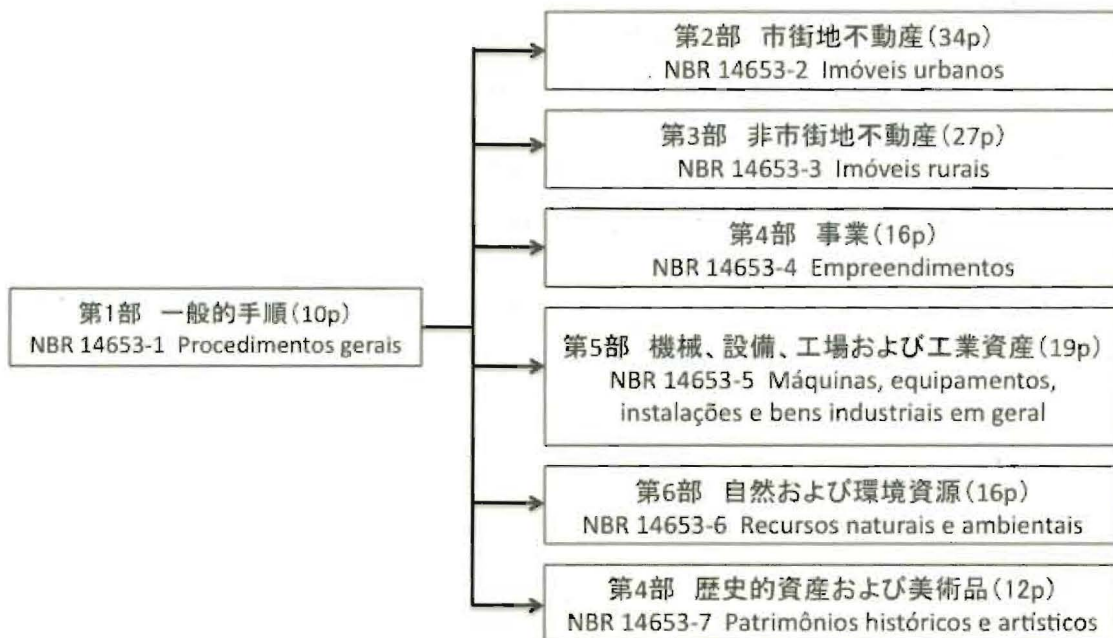 第1部 一般的手順(10p)
NBR 14653-1 Procedimentos gerais
第2部 市街地不動産(34p)
NBR 14653-2 Imóveis urbanos
第3部 非市街地不動産(27p)
NBR 14653-3 Imóveis rurais
第4部 事業(16p)
NBR 14653-4 Empreendimentos
第5部 機械、設備、工場および工業資産(19p)
NBR 14653-5 Máquinas, equipamentos,
instalações e bens industriais em geral
第6部 自然および環境資源(16p)
NBR 14653-6 Recursos naturais e ambientais
第4部 歴史的資産および美術品(12p)
NBR 14653-7 Patrimônios históricos e artísticos